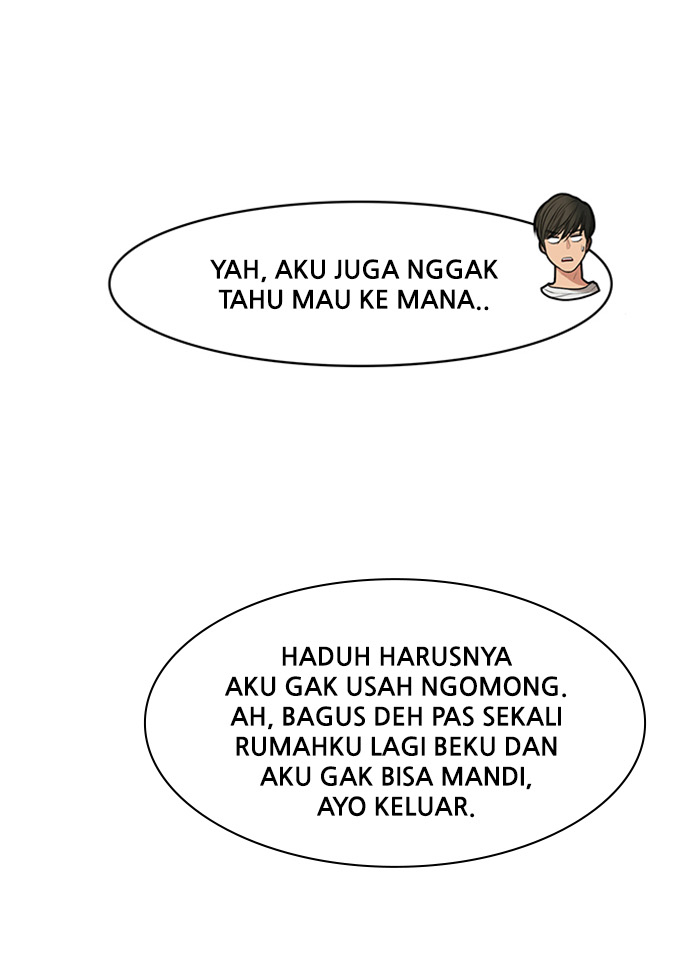 YAH, AKU JUGA NGGAK
TAHU MAU KE MANA..
HADUH HARUSNYA
AKU GAK USAH NGOMONG.
AH, BAGUS DEH PAS SEKALI
RUMAHKU LAGI BEKU DAN
AKU GAK BISA MANDI,
AYO KELUAR.